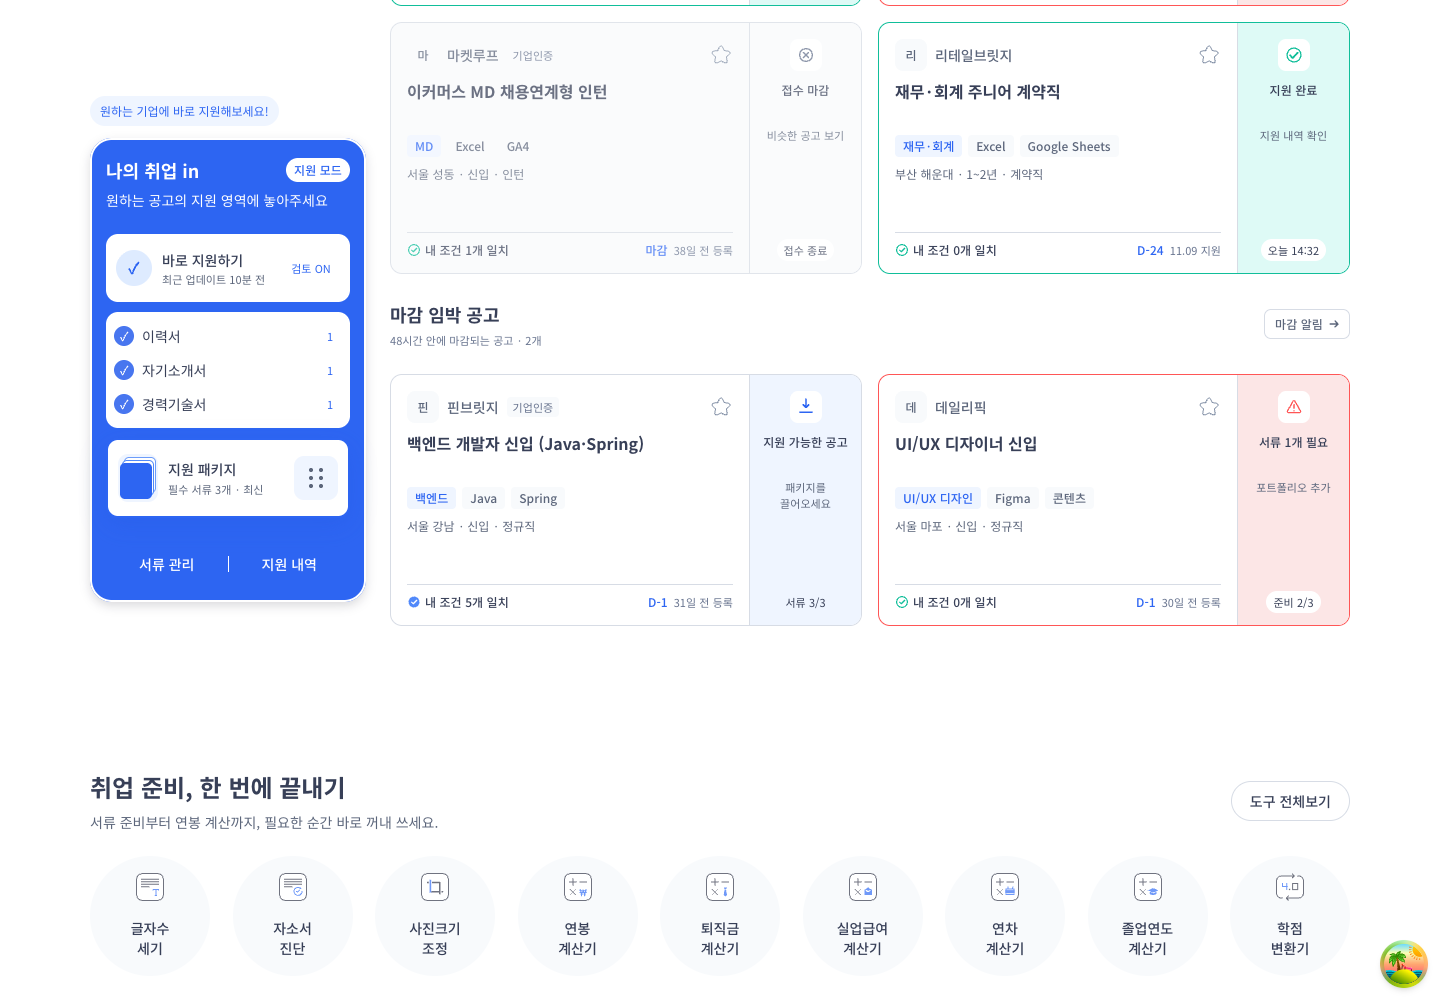 원하는 기업에 바로 지원해보세요!
나의 취업 in
지원 모드
원하는 공고의 지원 영역에 놓아주세요
바로 지원하기
최근 업데이트 10분 전
검토 ON
이력서
1
자기소개서
1
경력기술서
1
지원 패키지
필수 서류 3개 · 최신
서류 관리
지원 내역
마
마켓루프
기업인증
이커머스 MD 채용연계형 인턴
MD
Excel
GA4
서울 성동 · 신입 · 인턴
내 조건 1개 일치
마감
38일 전 등록
접수 마감
비슷한 공고 보기
접수 종료
리
리테일브릿지
재무·회계 주니어 계약직
재무·회계
Excel
Google Sheets
부산 해운대 · 1~2년 · 계약직
내 조건 0개 일치
D-24
11.09 지원
지원 완료
지원 내역 확인
오늘 14:32
마감 임박 공고
48시간 안에 마감되는 공고 · 2개
마감 알림 →
핀
핀브릿지
기업인증
백엔드 개발자 신입 (Java·Spring)
백엔드
Java
Spring
서울 강남 · 신입 · 정규직
내 조건 5개 일치
D-1
31일 전 등록
지원 가능한 공고
패키지를
끌어오세요
서류 3/3
데
데일리픽
UI/UX 디자이너 신입
UI/UX 디자인
Figma
콘텐츠
서울 마포 · 신입 · 정규직
내 조건 0개 일치
D-1
30일 전 등록
서류 1개 필요
포트폴리오 추가
준비 2/3
취업 준비, 한 번에 끝내기
서류 준비부터 연봉 계산까지, 필요한 순간 바로 꺼내 쓰세요.
도구 전체보기
글자수
세기
자소서
진단
사진크기
조정
연봉
계산기
퇴직금
계산기
실업급여
계산기
연차
계산기
졸업연도
계산기
4.0
학점
변환기